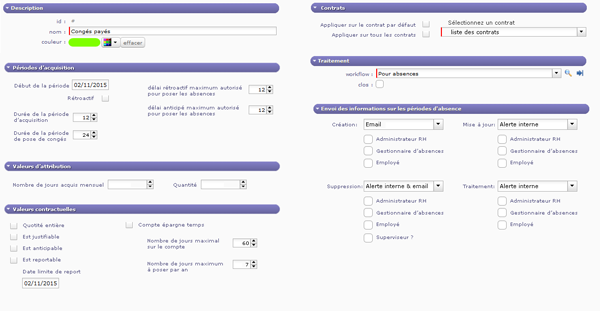 Description
id : #
nom : Congés payés
couleur : effacer
Périodes d'acquisition
Début de la période 02/11/2015
Rétroactif
Durée de la période d'acquisition 12
Durée de la période de pose de congés 24
délai rétroactif maximum autorisé pour poser les absences 12
délai anticipé maximum autorisé pour poser les absences 12
Valeurs d'attribution
Nombre de jours acquis mensuel
Quantité
Valeurs contractuelles
Quotité entière
Est justifiable
Est anticipable
Est reportable
Date limite de report
02/11/2015
Compte épargne temps
Nombre de jours maximal sur le compte 60
Nombre de jours maximum à poser par an 7
Contrats
Appliquer sur le contrat par défaut
Appliquer sur tous les contrats
Sélectionnez un contrat
liste des contrats
Traitement
workflow : Pour absences
clos :
Envoi des informations sur les périodes d'absence
Création: Email
Administrateur RH
Gestionnaire d'absences
Employé
Mise à jour: Alerte interne
Administrateur RH
Gestionnaire d'absences
Employé
Suppression: Alerte interne & email
Administrateur RH
Gestionnaire d'absences
Employé
Superviseur ?
Traitement: Alerte interne
Administrateur RH
Gestionnaire d'absences
Employé